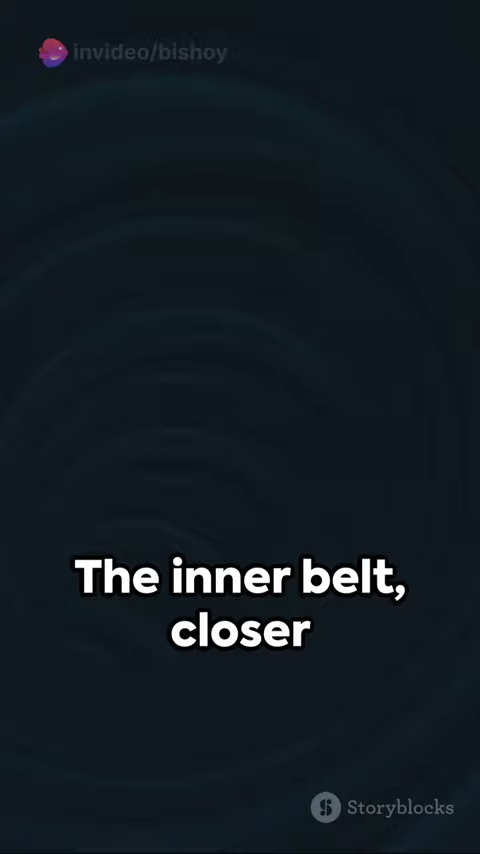 invideo/bishoy
The inner belt,
closer
Storyblocks